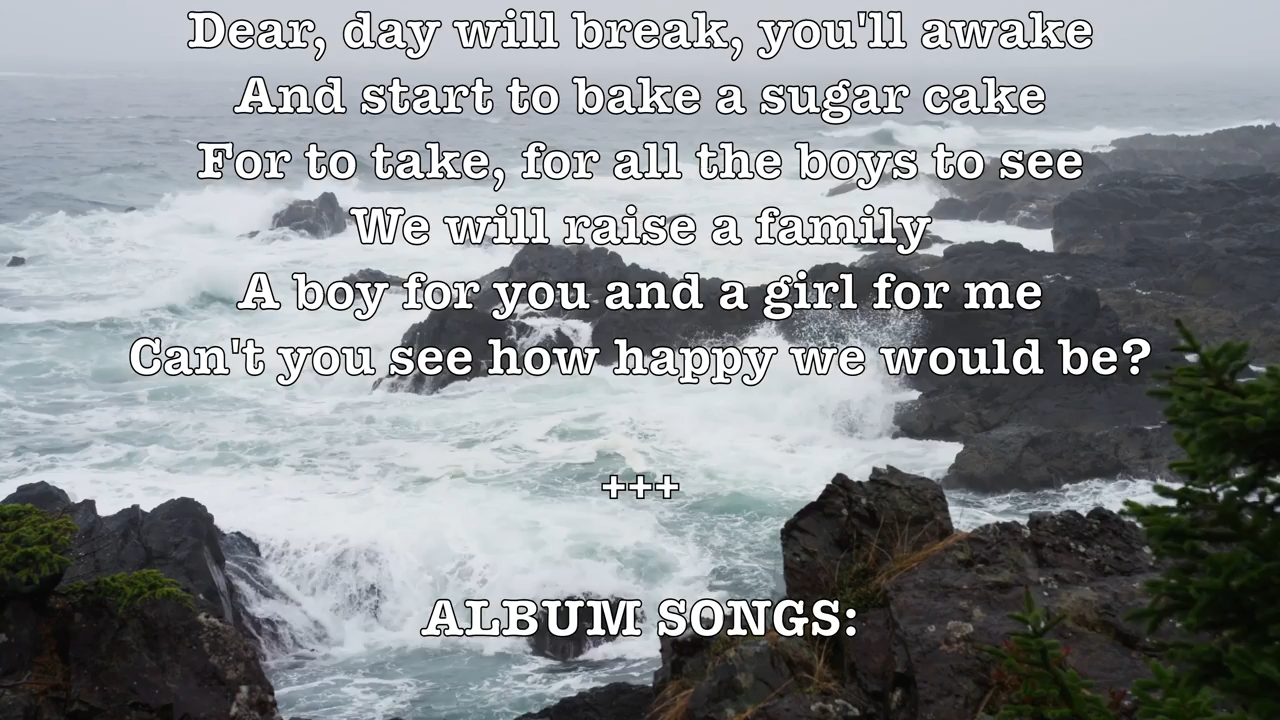 Dear, day will break, you'll awake
And start to bake a sugar cake
For to take, for all the boys to see
We will raise a family
A boy for you and a girl for me
Can't you see how happy we would be?
+++
ALBUM SONGS: